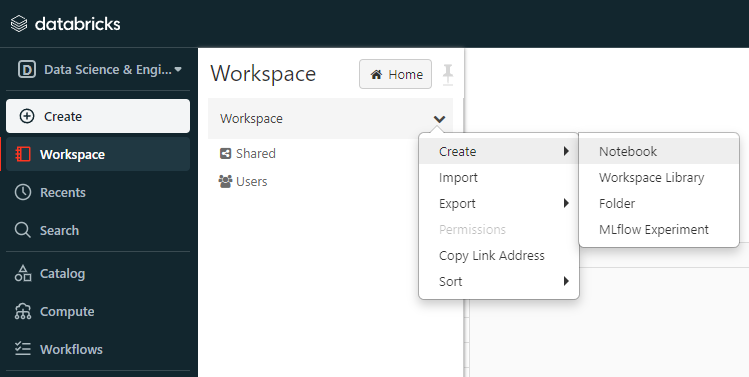 databricks
D Data Science & Engi...
Create
Workspace
Recents
Search
Catalog
Compute
Workflows
Workspace
Home
Workspace
Shared
Users
Create
Import
Export
Permissions
Copy Link Address
Sort
Notebook
Workspace Library
Folder
MLflow Experiment